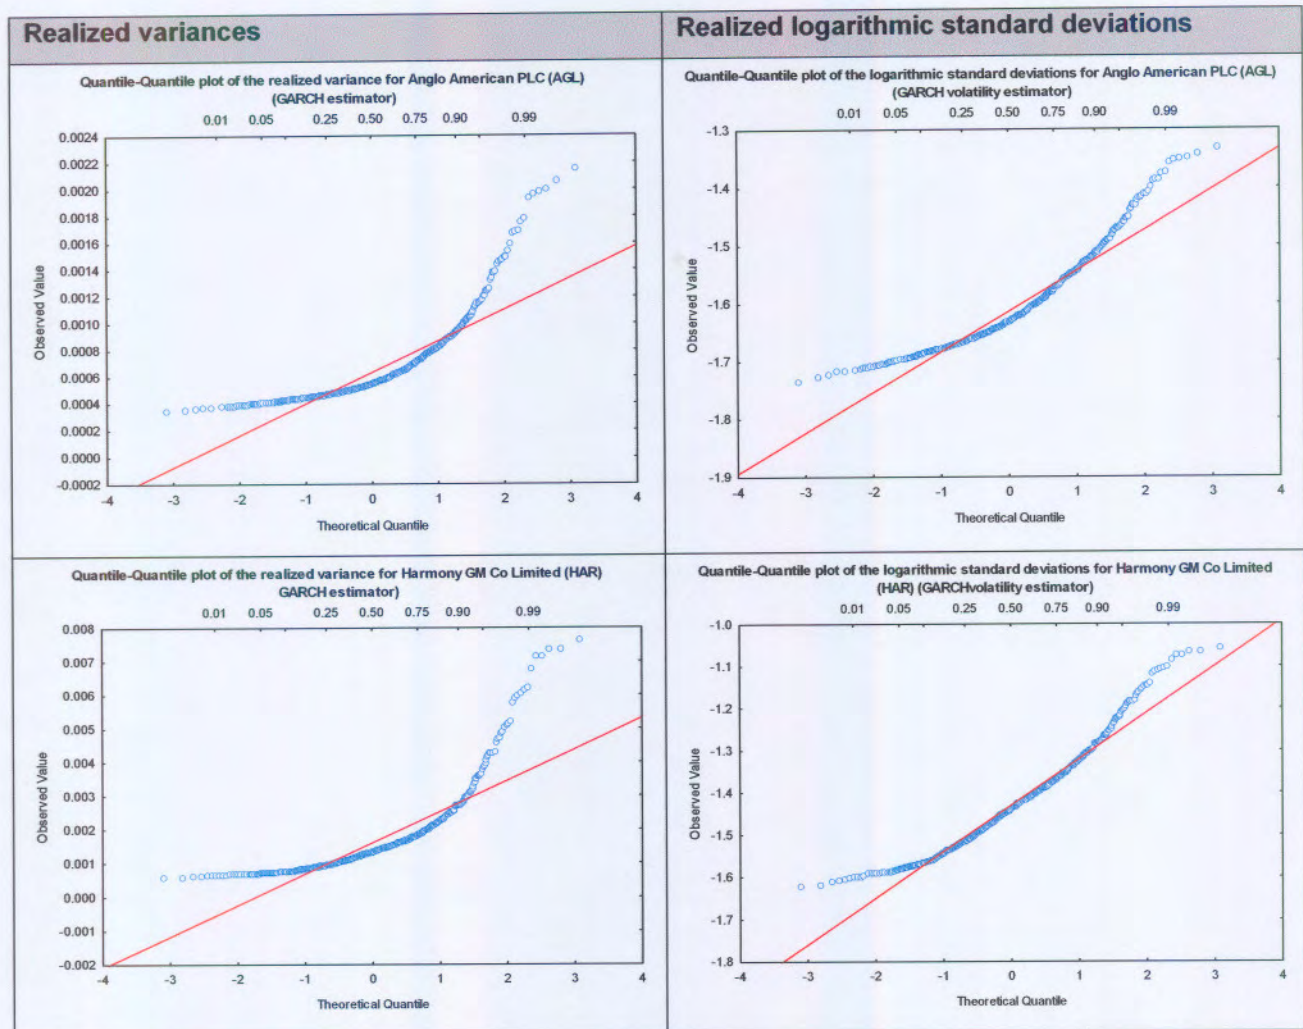 Realized variances
Realized logarithmic standard deviations
Quantile-Quantile plot of the realized variance for Anglo American PLC (AGL)
(GARCH estimator)
0.01 0.05 0.25 0.50 0.75 0.90 0.99
0.0024
0.0022
0.0020
0.0018
0.0016
0.0014
0.0012
0.0010
0.0008
0.0006
0.0004
0.0002
0.0000
-0.0002
Observed Value
-4 -3 -2 -1 0 1 2 3 4
Theoretical Quantile
Quantile-Quantile plot of the logarithmic standard deviations for Anglo American PLC (AGL)
(GARCH volatility estimator)
0.01 0.05 0.25 0.50 0.75 0.90 0.99
-1.3
-1.4
-1.5
-1.6
-1.7
-1.8
-1.9
Observed Value
-4 -3 -2 -1 0 1 2 3 4
Theoretical Quantile
Quantile-Quantile plot of the realized variance for Harmony GM Co Limited (HAR)
GARCH estimator)
0.01 0.05 0.25 0.50 0.75 0.90 0.99
0.008
0.007
0.006
0.005
0.004
0.003
0.002
0.001
0.000
-0.001
-0.002
Observed Value
-4 -3 -2 -1 0 1 2 3 4
Theoretical Quantile
Quantile-Quantile plot of the logarithmic standard deviations for Harmony GM Co Limited
(HAR) (GARCHvolatility estimator)
0.01 0.05 0.25 0.50 0.75 0.90 0.99
-1.0
-1.1
-1.2
-1.3
-1.4
-1.5
-1.6
-1.7
-1.8
Observed Value
-4 -3 -2 -1 0 1 2 3 4
Theoretical Quantile